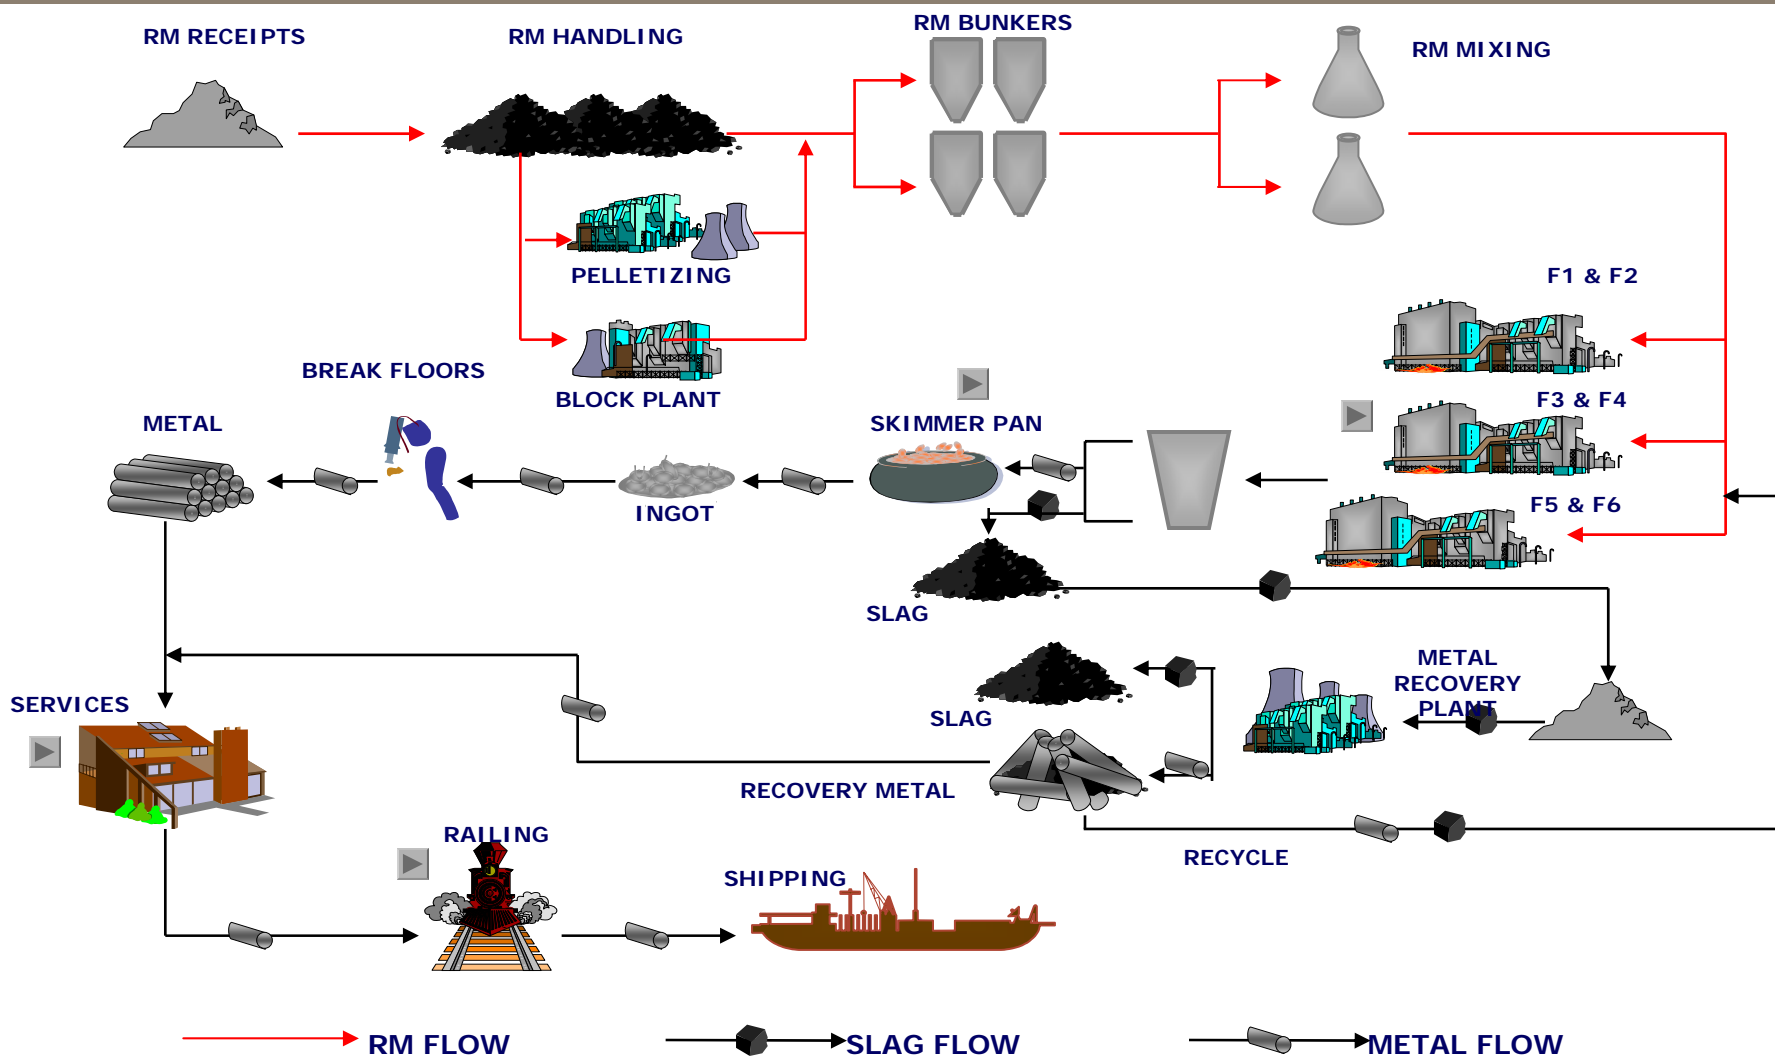 RM RECEIPTS
RM HANDLING
RM BUNKERS
RM MIXING
PELLETIZING
F1 & F2
BREAK FLOORS
BLOCK PLANT
F3 & F4
METAL
SKIMMER PAN
INGOT
F5 & F6
SLAG
METAL
RECOVERY
PLANT
SERVICES
SLAG
RECOVERY METAL
RAILING
RECYCLE
SHIPPING
RM FLOW
SLAG FLOW
METAL FLOW